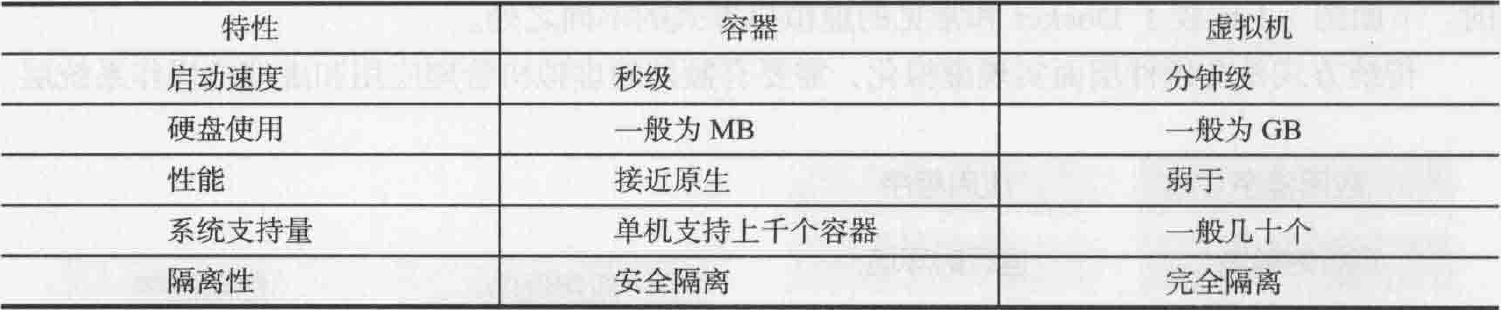 特性 容器 虚拟机
启动速度 秒级 分钟级
硬盘使用 一般为 MB 一般为 GB
性能 接近原生 弱于
系统支持量 单机支持上千个容器 一般几十个
隔离性 安全隔离 完全隔离